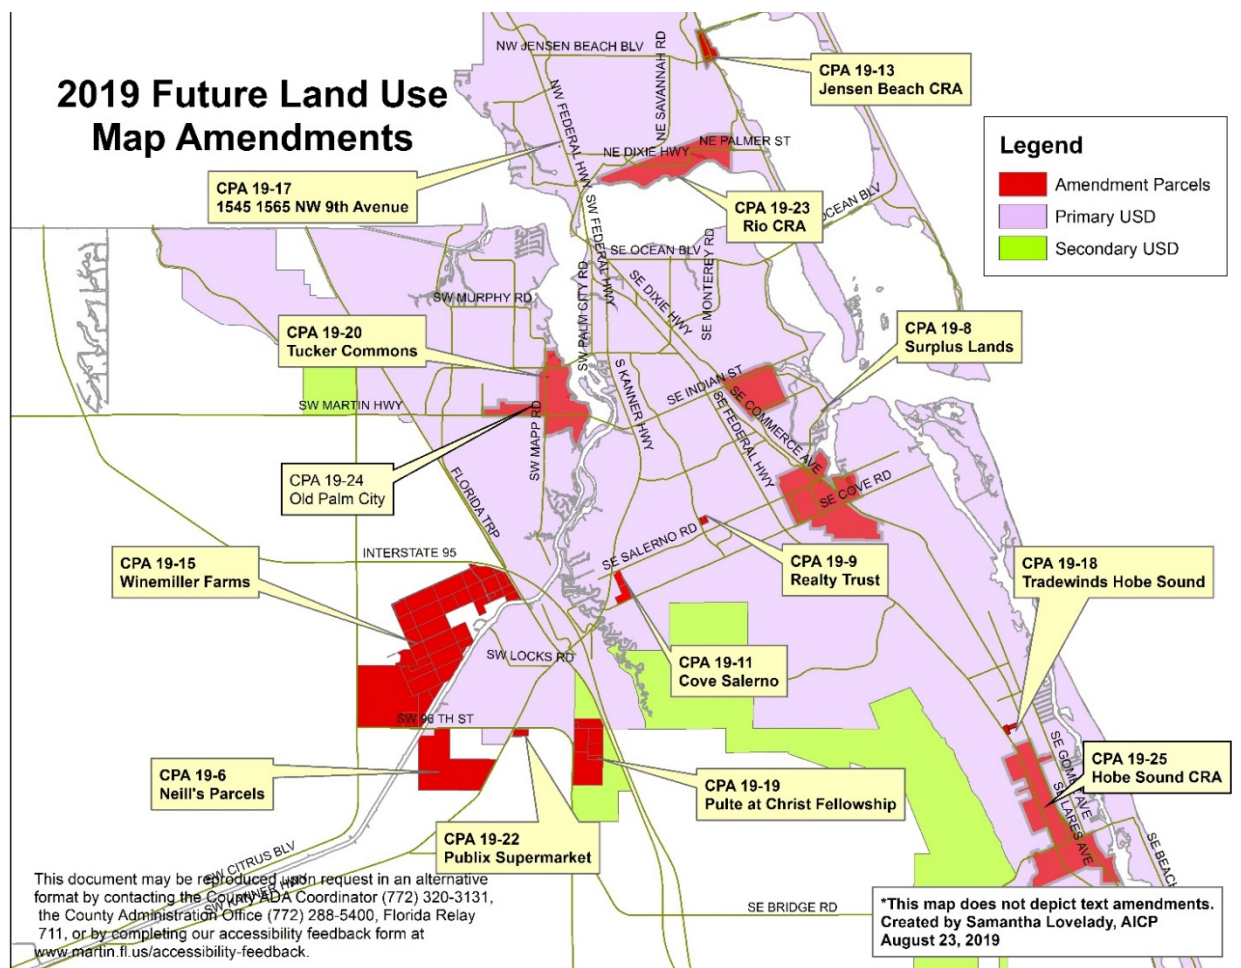 2019 Future Land Use
Map Amendments
NW JENSEN BEACH BLV
NE SAVANNAH RD
NW FEDERAL HWY
CPA 19-13
Jensen Beach CRA
Legend
Amendment Parcels
Primary USD
Secondary USD
NE DIXIE HWY
NE PALMER ST
CPA 19-17
1545 1565 NW 9th Avenue
CPA 19-23
Rio CRA
OCEAN BLV
SW FEDERAL HWY
SE OCEAN BLV
SE MONTEREY RD
SE DIXIE HWY
SW PALM CITY RD
SW MURPHY RD
CPA 19-20
Tucker Commons
CPA 19-8
Surplus Lands
S KANNER HWY
SE INDIAN ST
SE COMMERCE AVE
SE FEDERAL HWY
SW MARTIN HWY
SW MAPP RD
CPA 19-24
Old Palm City
FLORIDA TRP
SE COVE RD
SE SALERNO RD
INTERSTATE 95
CPA 19-15
Winemiller Farms
CPA 19-9
Realty Trust
CPA 19-18
Tradewinds Hobe Sound
SW LOCKS RD
CPA 19-11
Cove Salerno
SW 96 TH ST
CPA 19-6
Neill's Parcels
CPA 19-19
Pulte at Christ Fellowship
CPA 19-25
Hobe Sound CRA
SE LARES AVE
SE BEACH
CPA 19-22
Publix Supermarket
SW CITRUS BLV
SW KANNER HWY
SE BRIDGE RD
This document may be reproduced upon request in an alternative
format by contacting the County ADA Coordinator (772) 320-3131,
the County Administration Office (772) 288-5400, Florida Relay
711, or by completing our accessibility feedback form at
www.martin.fl.us/accessibility-feedback.
*This map does not depict text amendments.
Created by Samantha Lovelady, AICP
August 23, 2019